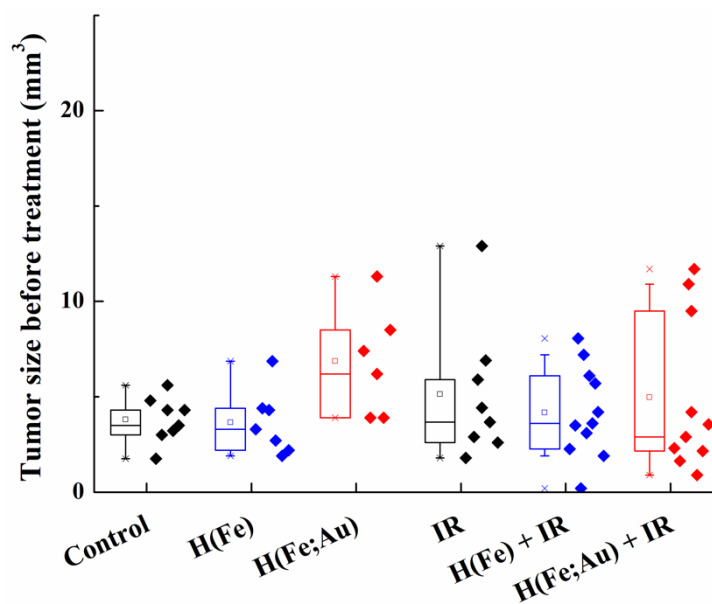 Tumor size before treatment (mm³)
20
10
0
Control
H(Fe)
H(Fe;Au)
IR
H(Fe) + IR
H(Fe;Au) + IR